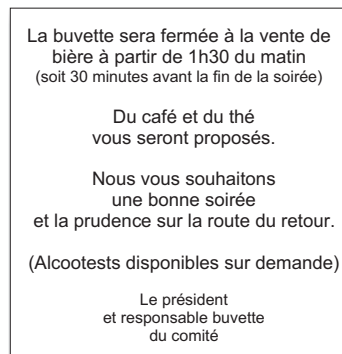 La buvette sera fermée à la vente de
bière à partir de 1h30 du matin
(soit 30 minutes avant la fin de la soirée)
Du café et du thé
vous seront proposés.
Nous vous souhaitons
une bonne soirée
et la prudence sur la route du retour.
(Alcootests disponibles sur demande)
Le président
et responsable buvette
du comité